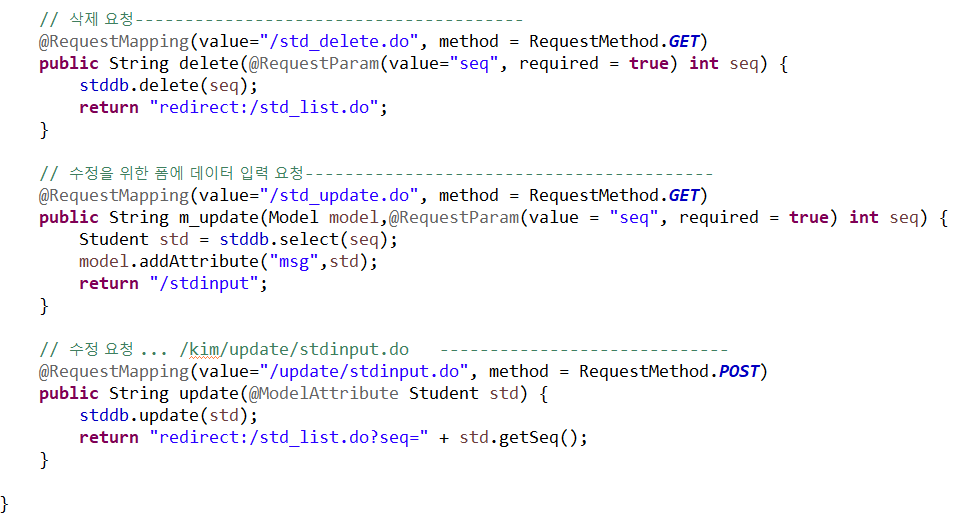 // 삭제 요청---------------------------------------
@RequestMapping(value="/std_delete.do", method = RequestMethod.GET)
public String delete(@RequestParam(value="seq", required = true) int seq) {
stddb.delete(seq);
return "redirect:/std_list.do";
}
// 수정을 위한 폼에 데이터 입력 요청-----------------------------------------
@RequestMapping(value="/std_update.do", method = RequestMethod.GET)
public String m_update(Model model,@RequestParam(value = "seq", required = true) int seq) {
Student std = stddb.select(seq);
model.addAttribute("msg",std);
return "/stdinput";
}
// 수정 요청 ... /kim/update/stdinput.do   -----------------------------
@RequestMapping(value="/update/stdinput.do", method = RequestMethod.POST)
public String update(@ModelAttribute Student std) {
stddb.update(std);
return "redirect:/std_list.do?seq=" + std.getSeq();
}
}